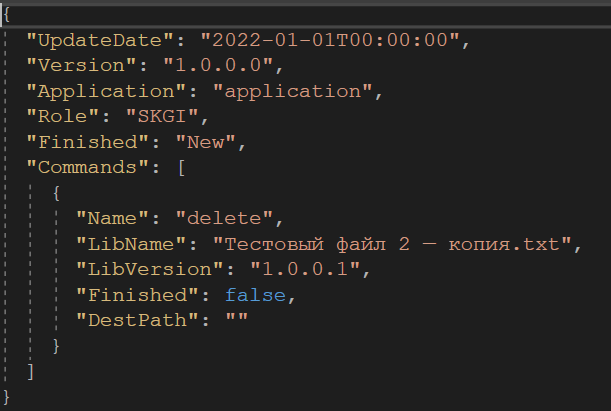 {
"UpdateDate": "2022-01-01T00:00:00",
"Version": "1.0.0.0",
"Application": "application",
"Role": "SKGI",
"Finished": "New",
"Commands": [
{
"Name": "delete",
"LibName": "Тестовый файл 2 — копия.txt",
"LibVersion": "1.0.0.1",
"Finished": false,
"DestPath": ""
}
]
}